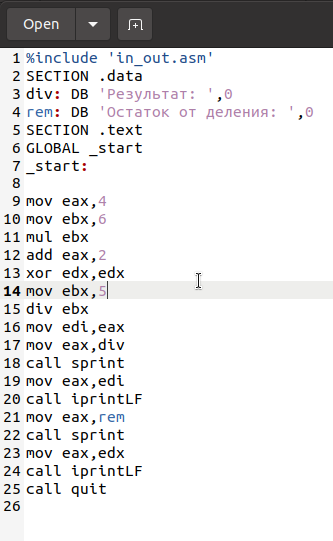 Open
1 %include 'in_out.asm'
2 SECTION .data
3 div: DB 'Результат: ',0
4 rem: DB 'Остаток от деления: ',0
5 SECTION .text
6 GLOBAL _start
7 _start:
8
9 mov eax,4
10 mov ebx,6
11 mul ebx
12 add eax,2
13 xor edx,edx
14 mov ebx,5
15 div ebx
16 mov edi,eax
17 mov eax,div
18 call sprint
19 mov eax,edi
20 call iprintLF
21 mov eax,rem
22 call sprint
23 mov eax,edx
24 call iprintLF
25 call quit
26